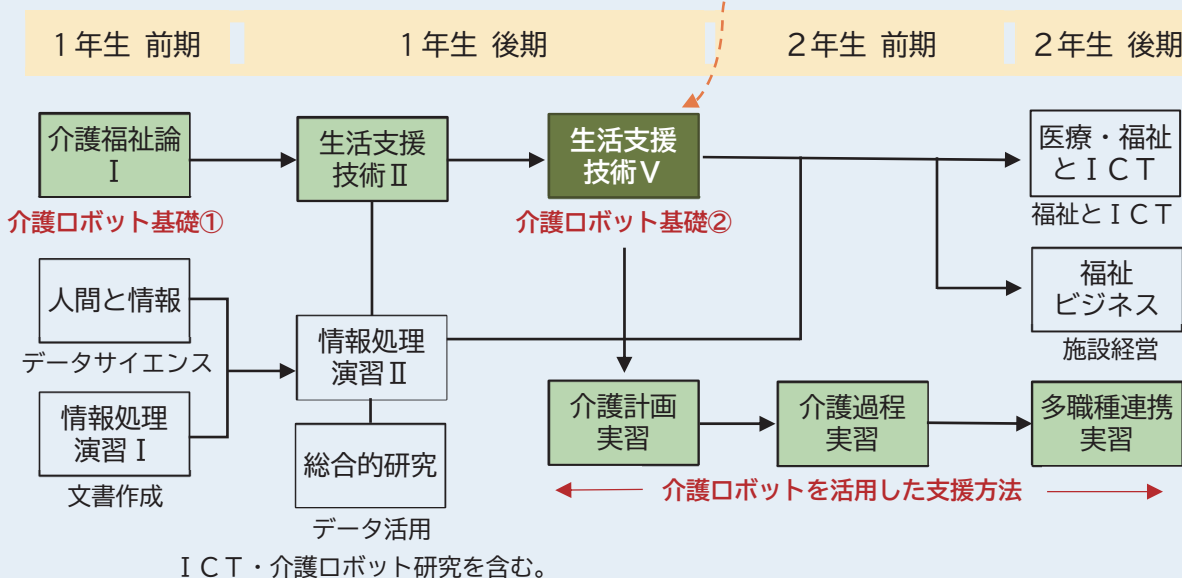 1年生 前期
1年生 後期
2年生 前期
2年生 後期
介護福祉論
Ⅰ
介護ロボット基礎①
生活支援
技術Ⅱ
生活支援
技術Ⅴ
介護ロボット基礎②
医療・福祉
とＩＣＴ
福祉とＩＣＴ
人間と情報
データサイエンス
情報処理
演習Ⅰ
文書作成
情報処理
演習Ⅱ
総合的研究
データ活用
ＩＣＴ・介護ロボット研究を含む。
福祉
ビジネス
施設経営
介護計画
実習
介護過程
実習
多職種連携
実習
介護ロボットを活用した支援方法